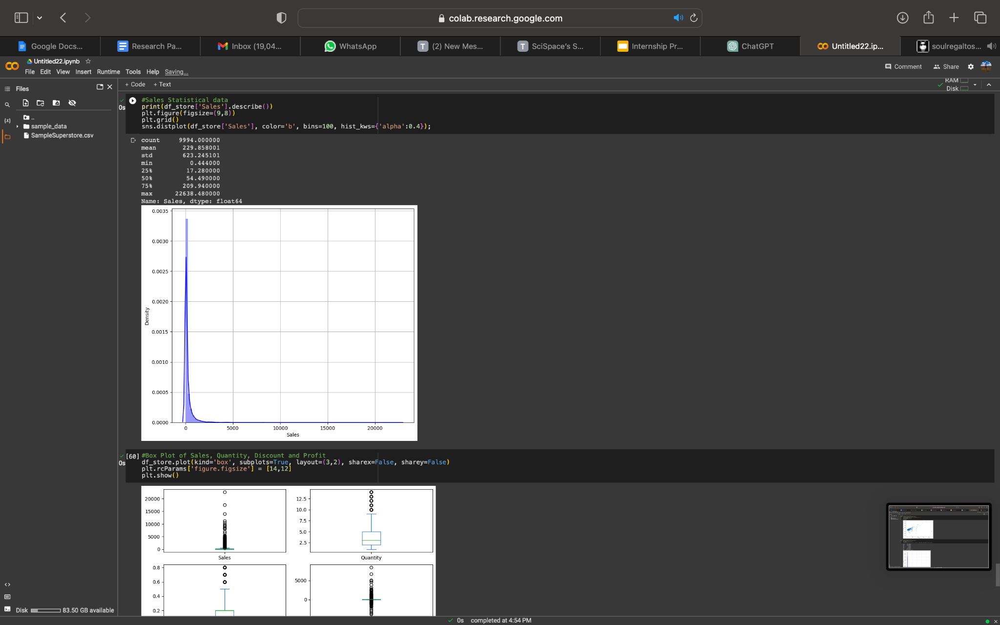 colab.research.google.com
Google Docs...
Research Pa...
Inbox (19,04...
WhatsApp
T
(2) New Mes...
T
SciSpace's S...
Internship Pr...
ChatGPT
Untitled22.ip...
soulregaltos...
Untitled22.ipynb
Comment
Share
File Edit View Insert Runtime Tools Help Saving...
Files
+ Code + Text
RAM
Disk
..
sample_data
SampleSuperstore.csv
{x}
0s
#Sales Statistical data
print(df_store['Sales'].describe())
plt.figure(figsize=(9,8))
plt.grid()
sns.distplot(df_store['Sales'], color='b', bins=100, hist_kws={'alpha':0.4});
count 9994.000000
mean 229.858001
std 623.245101
min 0.444000
25% 17.280000
50% 54.490000
75% 209.940000
max 22638.480000
Name: Sales, dtype: float64
0.0035
0.0030
0.0025
0.0020
0.0015
0.0010
0.0005
0.0000
Density
0 5000 10000 15000 20000
Sales
[60]
0s
#Box Plot of Sales, Quantity, Discount and Profit
df_store.plot(kind='box', subplots=True, layout=(3,2), sharex=False, sharey=False)
plt.rcParams['figure.figsize'] = [14,12]
plt.show()
20000
15000
10000
5000
0
Sales
12.5
10.0
7.5
5.0
2.5
Quantity
0.8
0.6
0.4
0.2
5000
0
Disk 83.50 GB available
0s completed at 4:54 PM